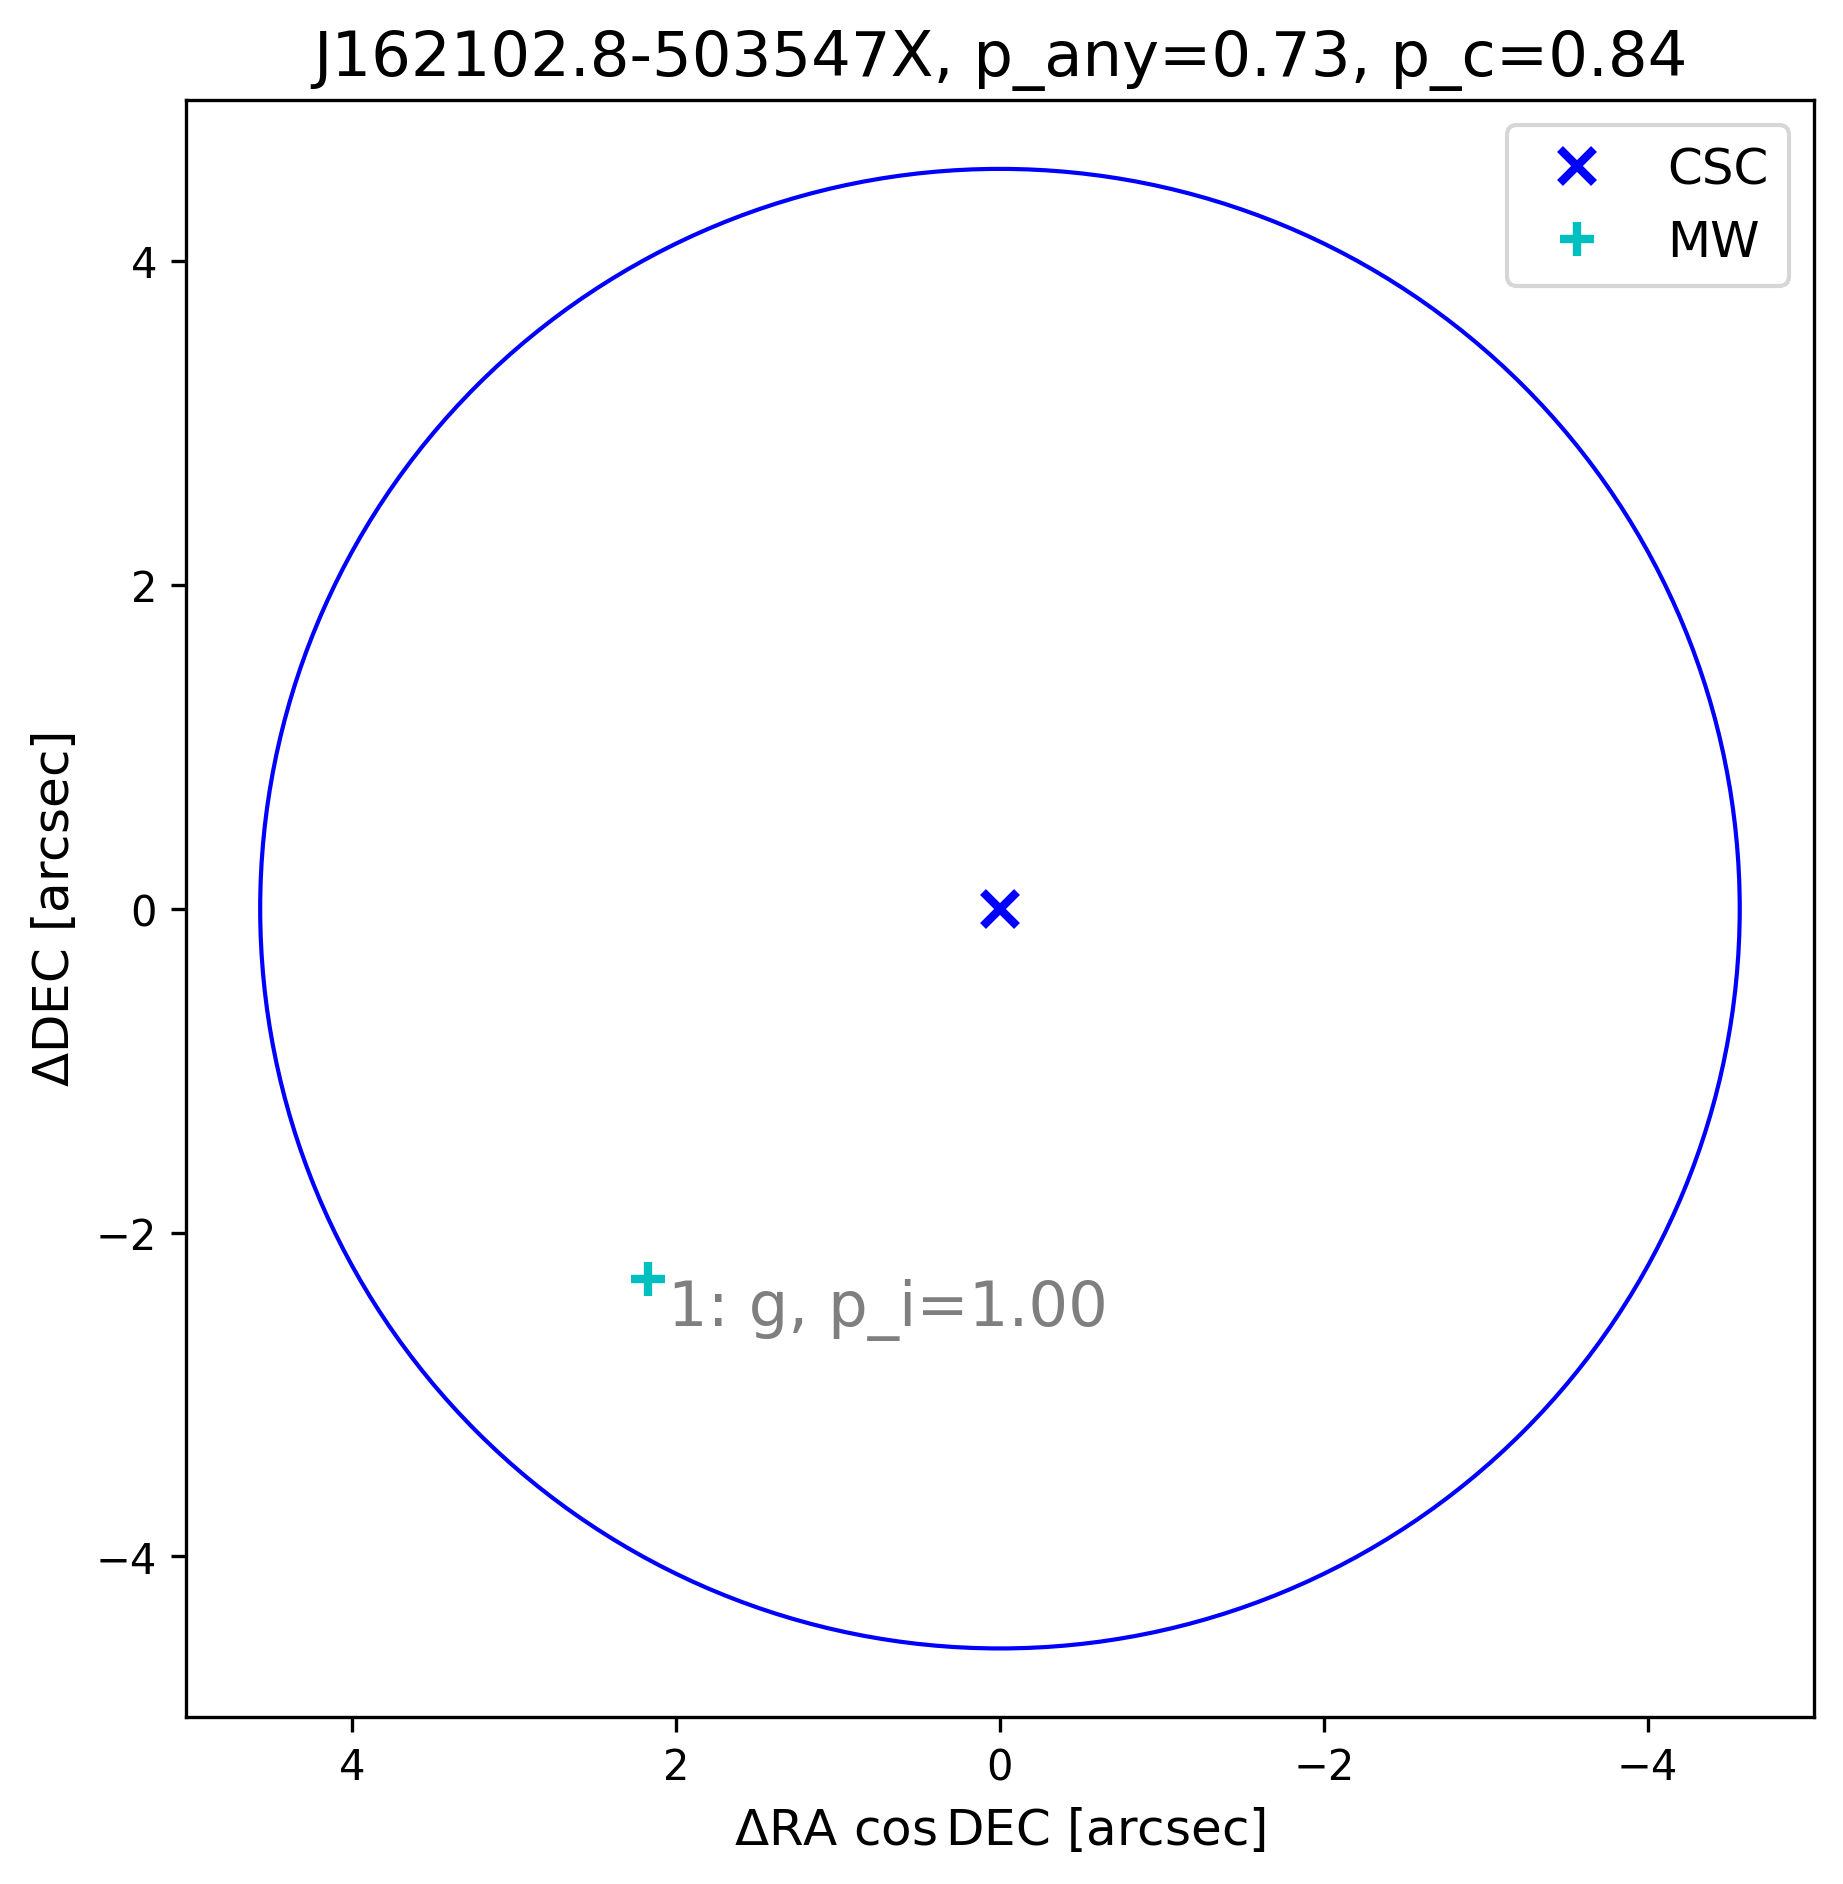 J162102.8-503547X, p_any=0.73, p_c=0.84
CSC
MW
4
2
0
−2
−4
ΔDEC [arcsec]
1: g, p_i=1.00
4 2 0 −2 −4
ΔRA cos DEC [arcsec]